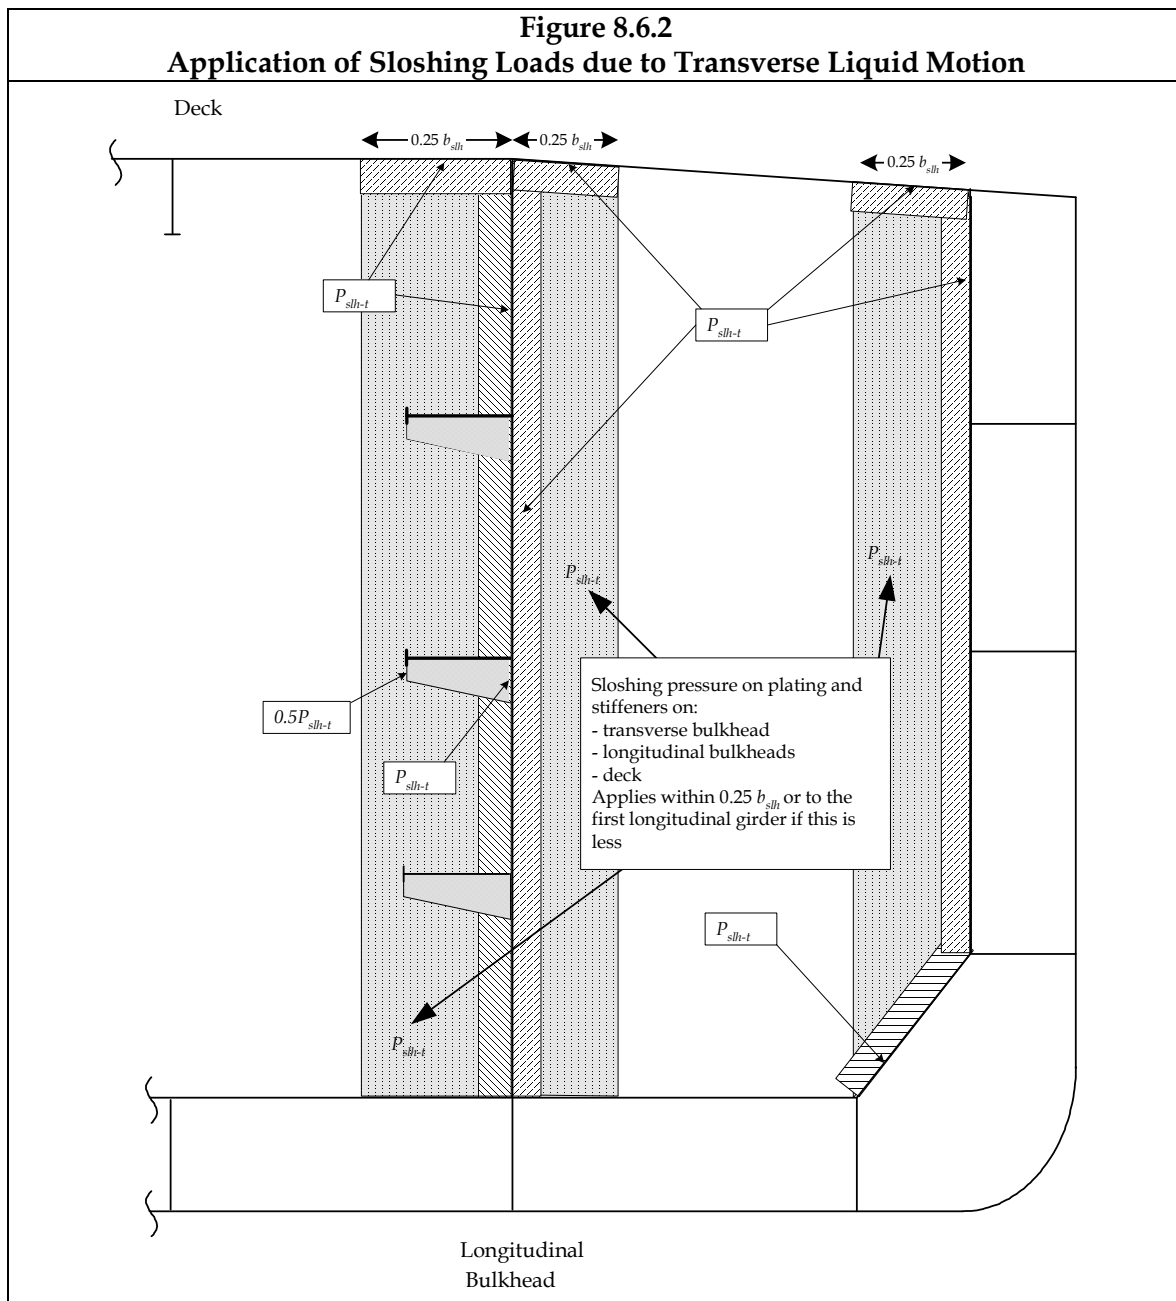 Figure 8.6.2
Application of Sloshing Loads due to Transverse Liquid Motion
Deck
0.25 b_slh
0.25 b_slh
0.25 b_slh
P_slh-t
P_slh-t
P_slh-t
P_slh-t
0.5P_slh-t
P_slh-t
Sloshing pressure on plating and
stiffeners on:
- transverse bulkhead
- longitudinal bulkheads
- deck
Applies within 0.25 b_slh or to the
first longitudinal girder if this is
less
P_slh-t
P_slh-t
Longitudinal
Bulkhead